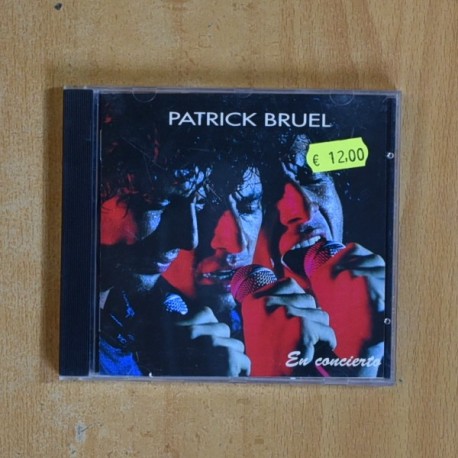 PATRICK BRUEL
€ 12,00
En concierto